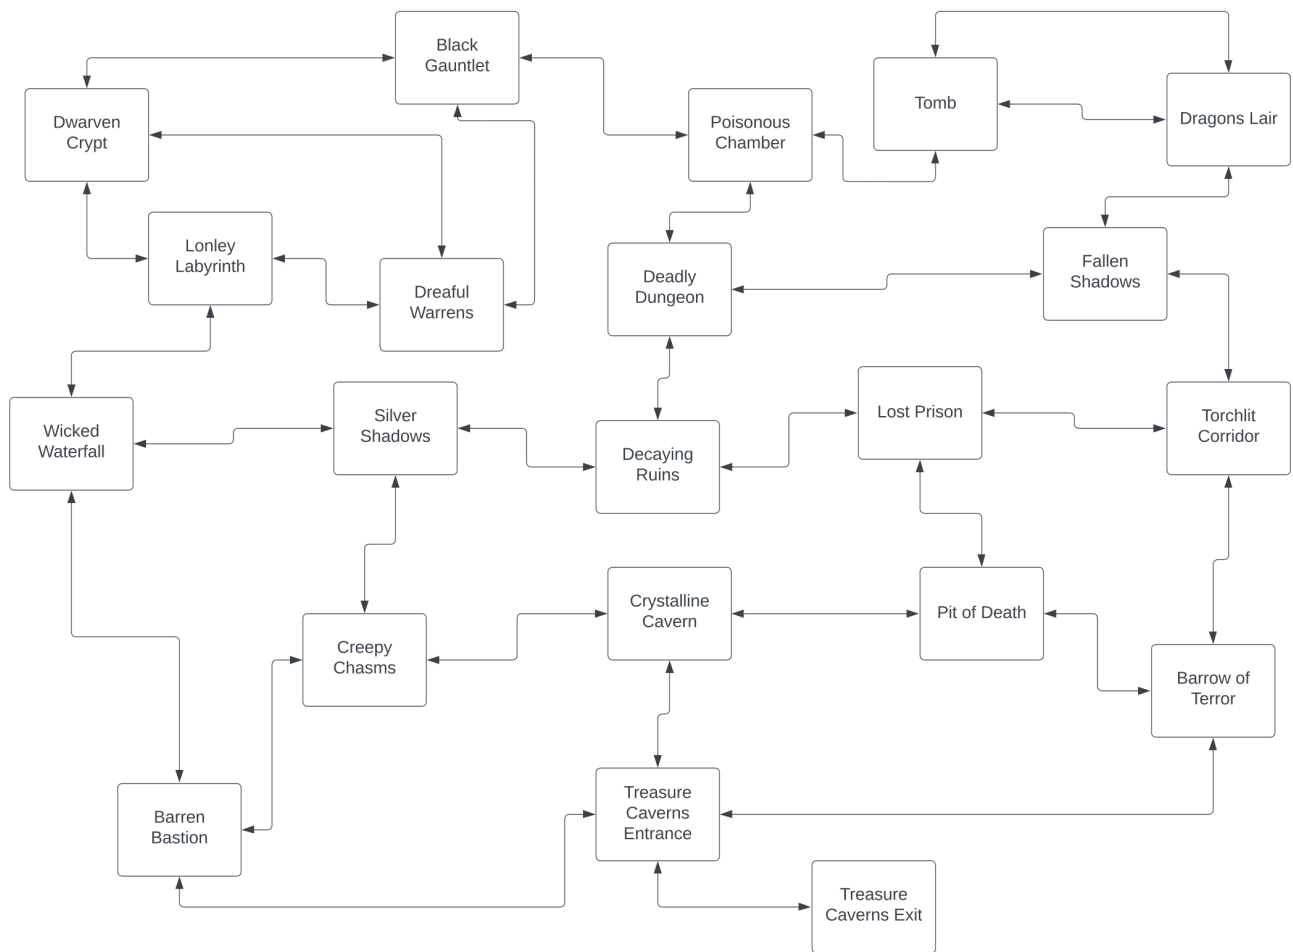 Black
Gauntlet
Tomb
Dragons Lair
Dwarven
Crypt
Poisonous
Chamber
Lonley
Labyrinth
Fallen
Shadows
Deadly
Dungeon
Dreaful
Warrens
Lost Prison
Silver
Shadows
Torchlit
Corridor
Wicked
Waterfall
Decaying
Ruins
Crystalline
Cavern
Pit of Death
Creepy
Chasms
Barrow of
Terror
Treasure
Caverns
Entrance
Barren
Bastion
Treasure
Caverns Exit